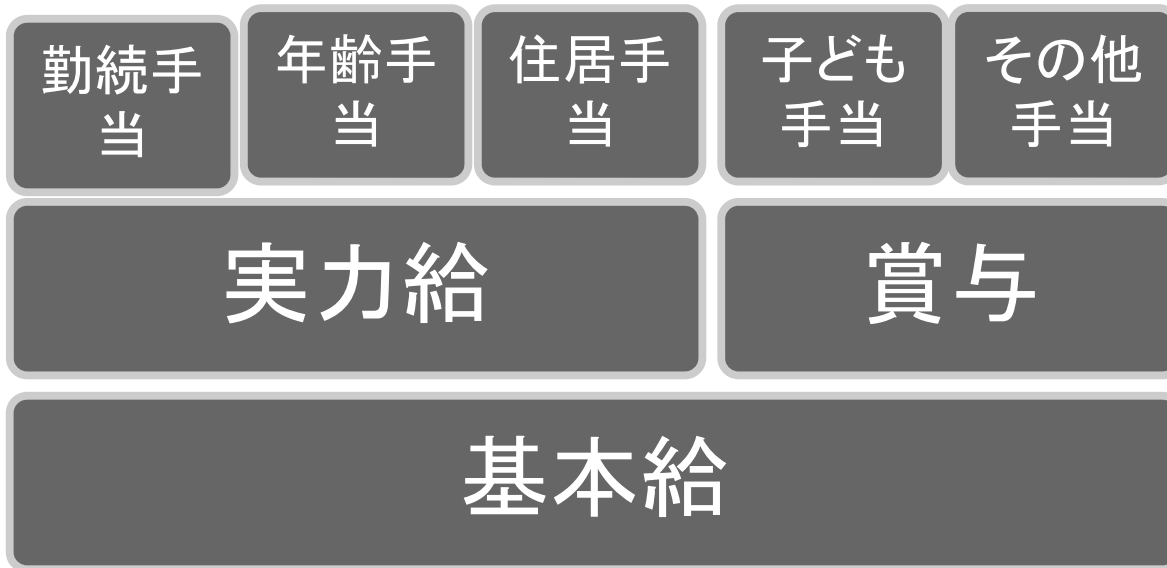 勤続手
当
年齢手
当
住居手
当
子ども
手当
その他
手当
実力給
賞与
基本給